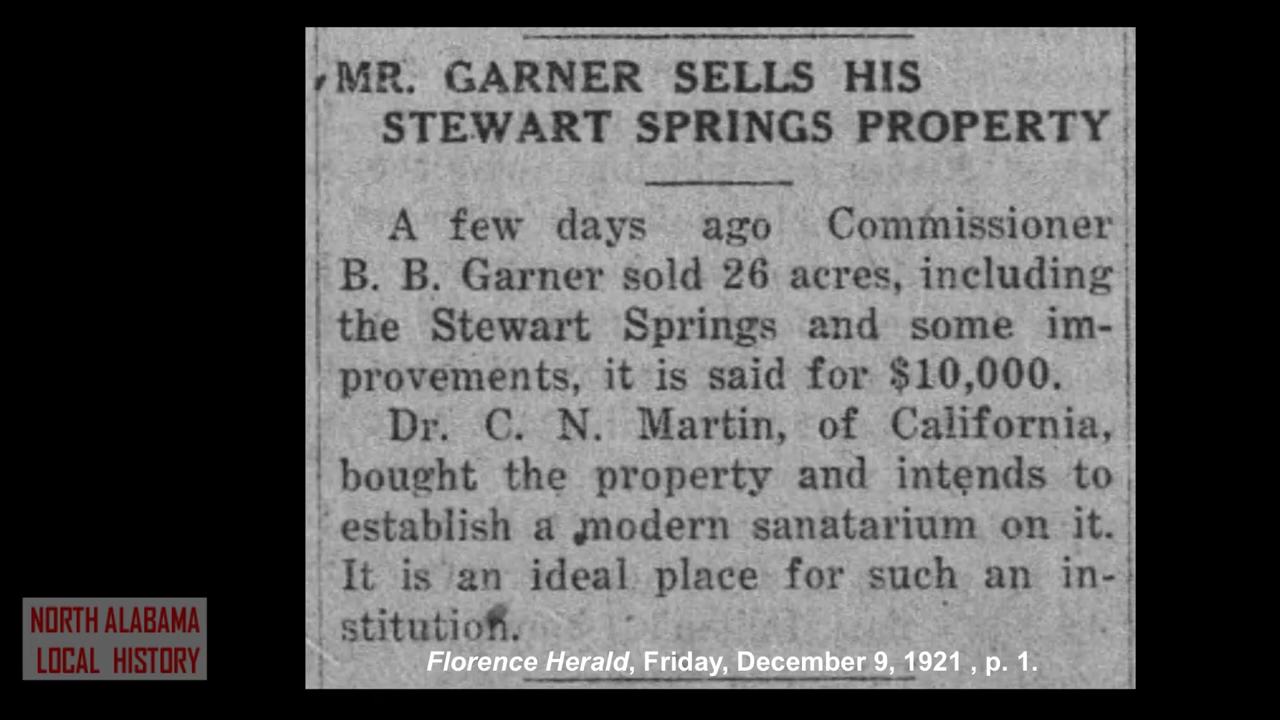 MR. GARNER SELLS HIS
STEWART SPRINGS PROPERTY
A few days ago Commissioner
B. B. Garner sold 26 acres, including
the Stewart Springs and some im-
provements, it is said for $10,000.
Dr. C. N. Martin, of California,
bought the property and intends to
establish a modern sanatarium on it.
It is an ideal place for such an in-
stitution.
Florence Herald, Friday, December 9, 1921 , p. 1.
NORTH ALABAMA
LOCAL HISTORY